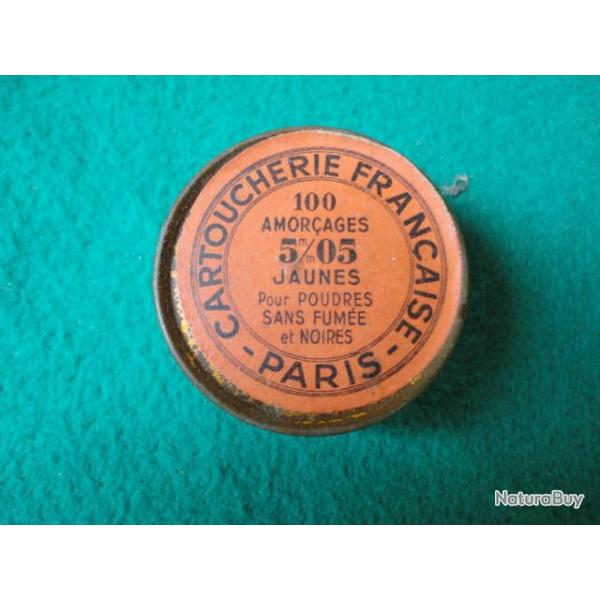 CARTOUCHERIE FRANÇAISE
- PARIS -
100
AMORÇAGES
5m/m05
JAUNES
Pour POUDRES
SANS FUMÉE
et NOIRES
NaturaBuy